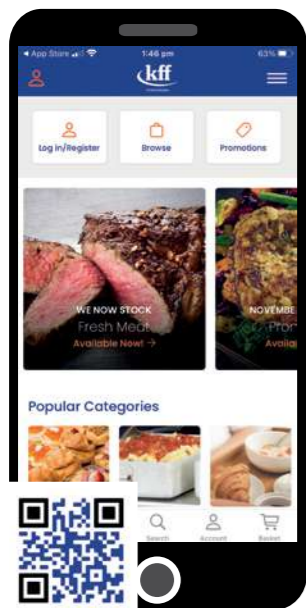 App Store 1:46 pm 63%
kff
Log in/Register Browse Promotions
WE NOW STOCK
Fresh Meat
Available Now! →
NOVEMBE
Pro
Availa
Popular Categories
Search Account Basket